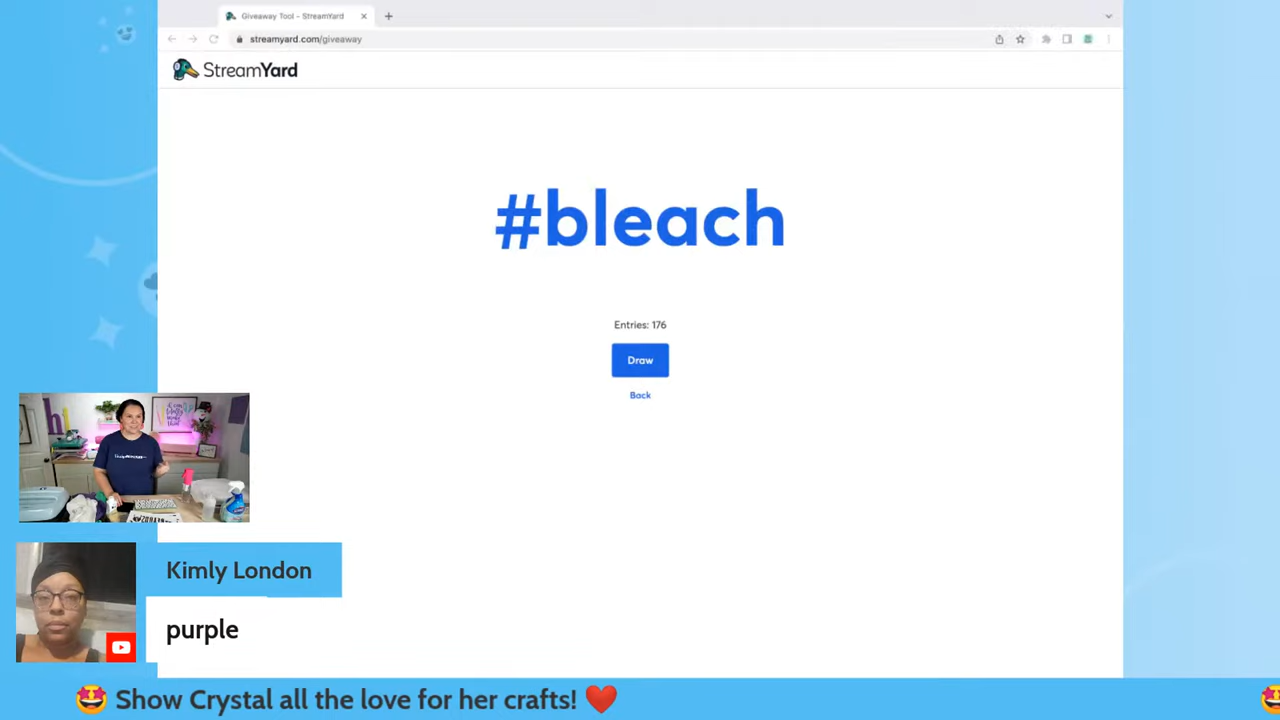 Giveaway Tool - StreamYard
streamyard.com/giveaway
StreamYard
#bleach
Entries: 176
Draw
Back
hi
Kimly London
purple
🤩 Show Crystal all the love for her crafts! ❤️